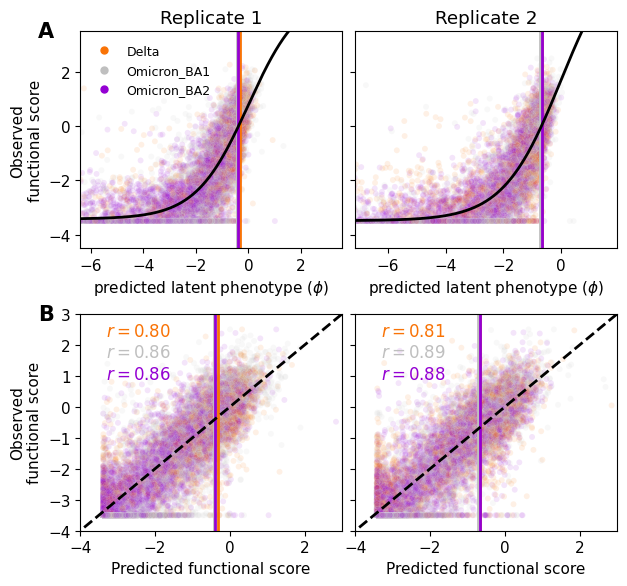 A
Replicate 1
Replicate 2
Delta
Omicron_BA1
Omicron_BA2
Observed
functional score
2
0
−2
−4
−6
−4
−2
0
predicted latent phenotype (ϕ)
−6
−4
−2
0
predicted latent phenotype (ϕ)
B
r = 0.80
r = 0.86
r = 0.86
r = 0.81
r = 0.89
r = 0.88
Observed
functional score
3
2
1
0
−1
−2
−3
−4
−4
−2
0
Predicted functional score
−4
−2
0
2
Predicted functional score